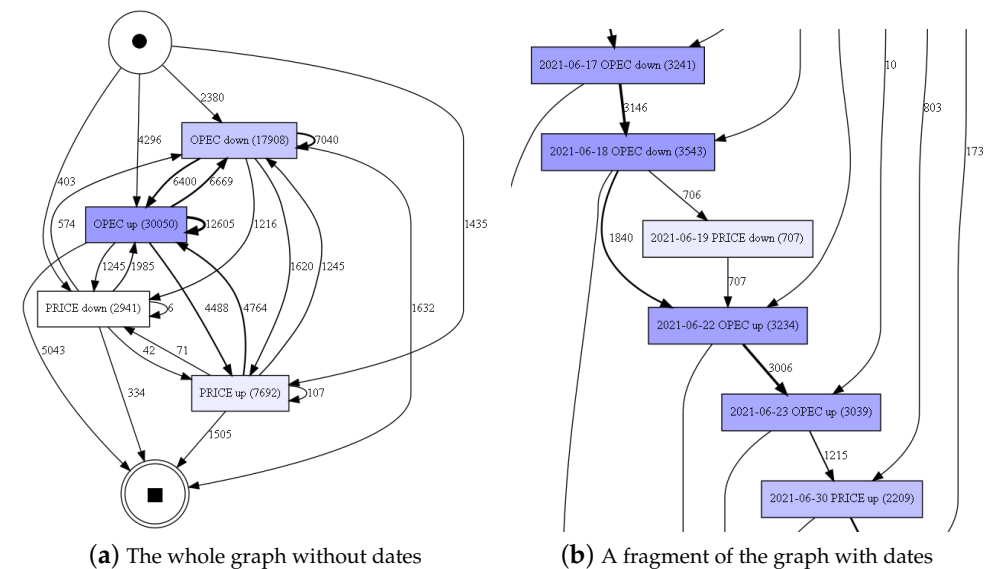 2380
4296
OPEC down (17908)
7040
403
6400
6669
574
OPEC up (30050)
12605
1216
1435
1245
1985
1620
1245
PRICE down (2941)
6
4488
4764
1632
5043
42
71
334
PRICE up (7692)
107
1505
(a) The whole graph without dates
2021-06-17 OPEC down (3241)
10
3146
803
2021-06-18 OPEC down (3543)
173
706
1840
2021-06-19 PRICE down (707)
707
2021-06-22 OPEC up (3234)
3006
2021-06-23 OPEC up (3039)
1215
2021-06-30 PRICE up (2209)
(b) A fragment of the graph with dates